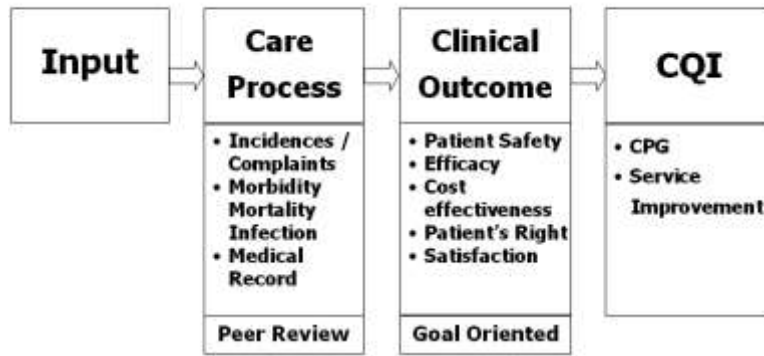 Input
Care
Process
• Incidences /
Complaints
• Morbidity
Mortality
Infection
• Medical
Record
Peer Review
Clinical
Outcome
• Patient Safety
• Efficacy
• Cost
effectiveness
• Patient's Right
• Satisfaction
Goal Oriented
CQI
• CPG
• Service
Improvement